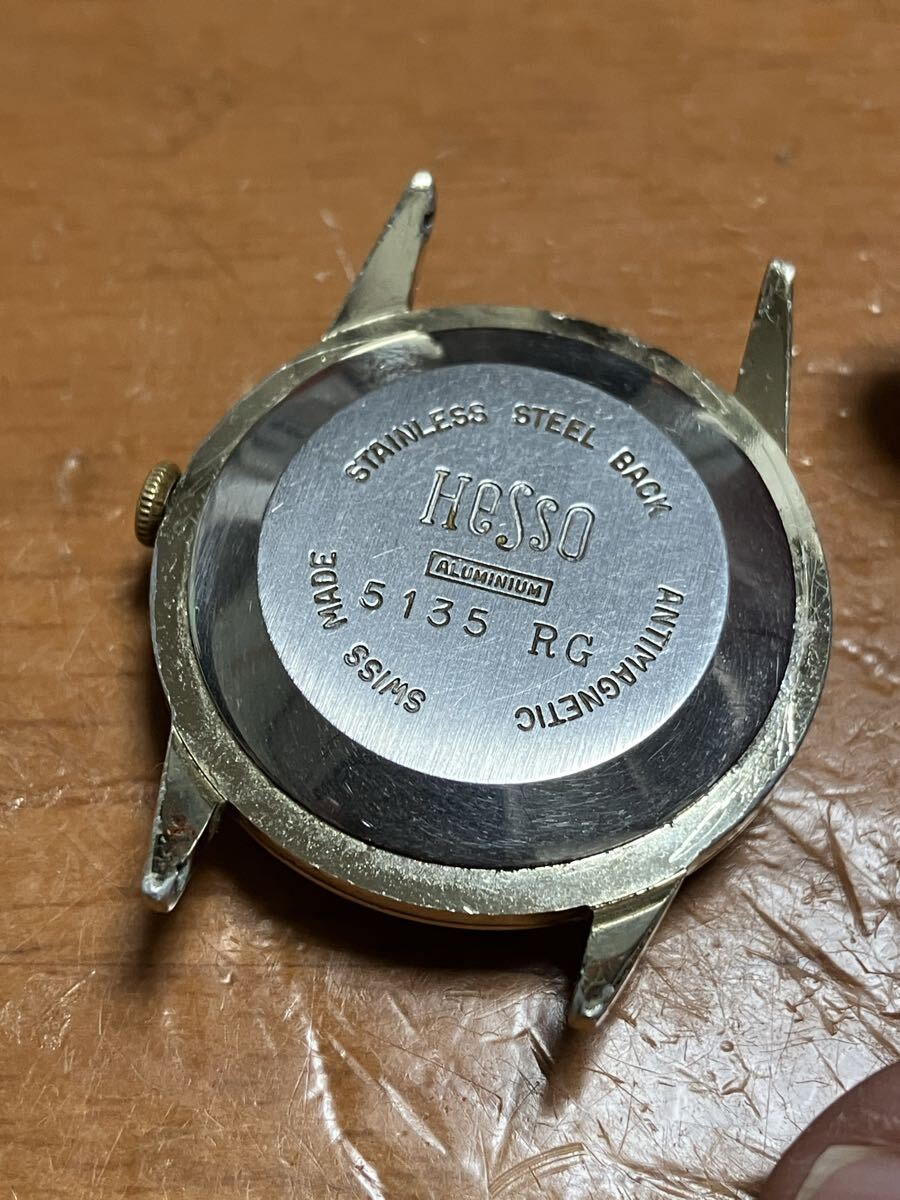 STAINLESS STEEL BACK
Hesso
ALUMINIUM
5135 RG
ANTIMAGNETIC
SWISS MADE